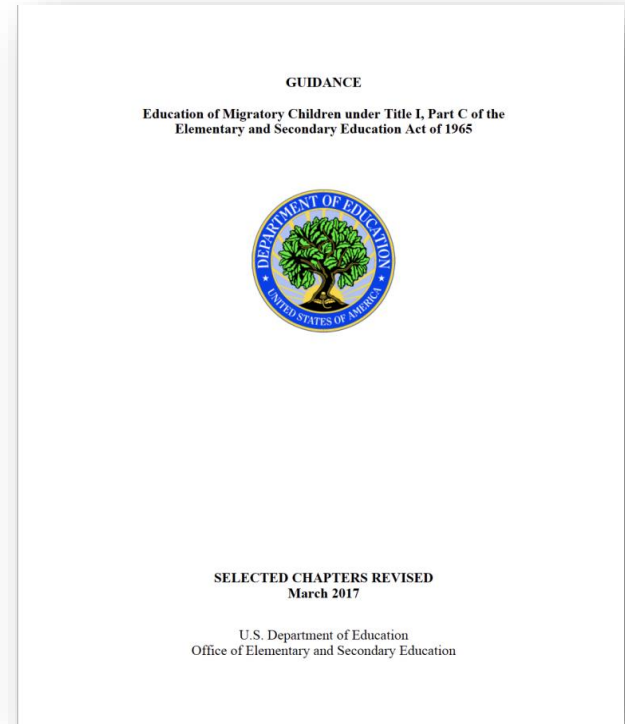 GUIDANCE
Education of Migratory Children under Title I, Part C of the
Elementary and Secondary Education Act of 1965
DEPARTMENT OF EDUCATION
UNITED STATES OF AMERICA
SELECTED CHAPTERS REVISED
March 2017
U.S. Department of Education
Office of Elementary and Secondary Education